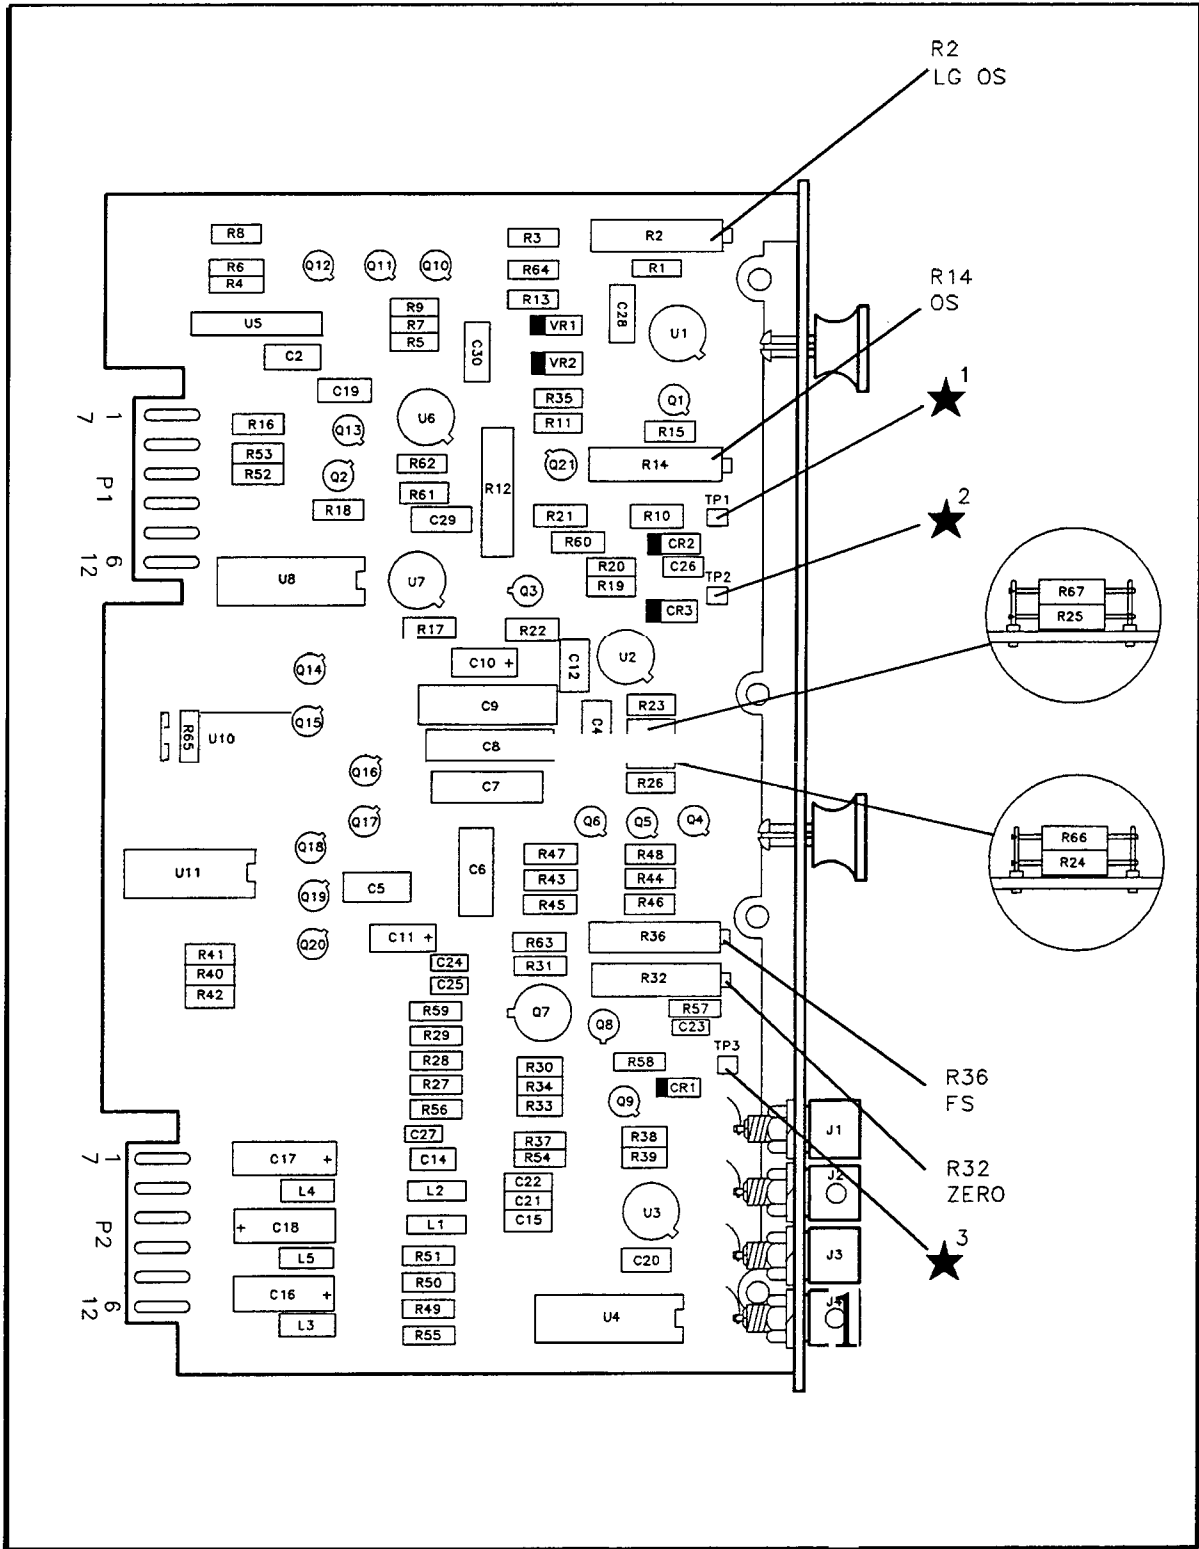 R2
LG OS
R14
OS
1
2
R8
R3
R2
R6
R4
Q12
Q11
Q10
R64
R1
R13
R9
R7
R5
VR1
C28
U1
U5
C2
C30
VR2
C19
R35
Q1
1
7
R16
Q13
U6
R11
R15
R53
R52
Q2
R62
Q21
R14
P1
R61
R12
TP1
R18
C29
R21
R10
R60
CR2
6
12
U8
U7
Q3
R20
R19
C26
TP2
CR3
R67
R25
R17
R22
C10 +
C12
U2
Q14
C9
C4
R23
R65
U10
Q15
C8
Q16
C7
R26
Q17
Q6
Q5
Q4
R66
R24
Q18
R47
R48
U11
C6
R43
R44
Q19
C5
R45
R46
C11 +
R63
R36
Q20
R41
R40
R42
C24
R31
C25
R32
R59
Q7
R57
Q8
C23
R29
TP3
R28
R30
R58
R27
R34
CR1
R56
R33
Q9
R36
FS
C27
R37
R38
J1
1
7
C17 +
C14
R54
R39
R32
ZERO
L4
L2
C22
C21
C15
J2
P2
+ C18
L1
U3
3
L5
R51
C20
J3
R50
6
12
C16 +
R49
U4
J4
L3
R55